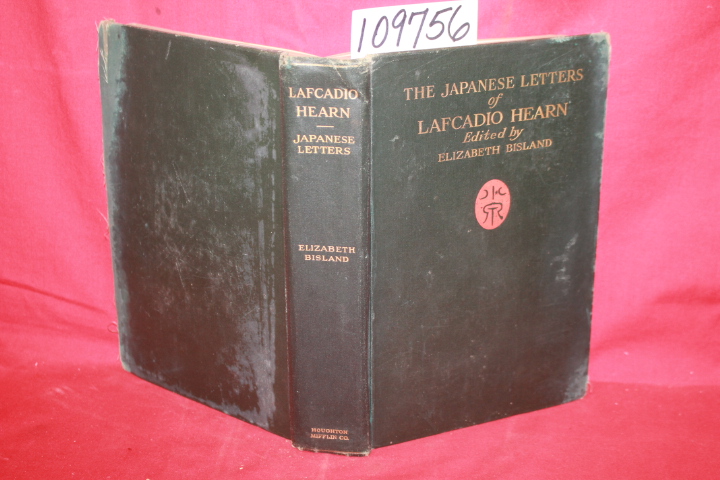 109756
LAFCADIO
HEARN
JAPANESE
LETTERS
ELIZABETH
BISLAND
HOUGHTON
MIFFLIN CO.
THE JAPANESE LETTERS
of
LAFCADIO HEARN
Edited by
ELIZABETH BISLAND